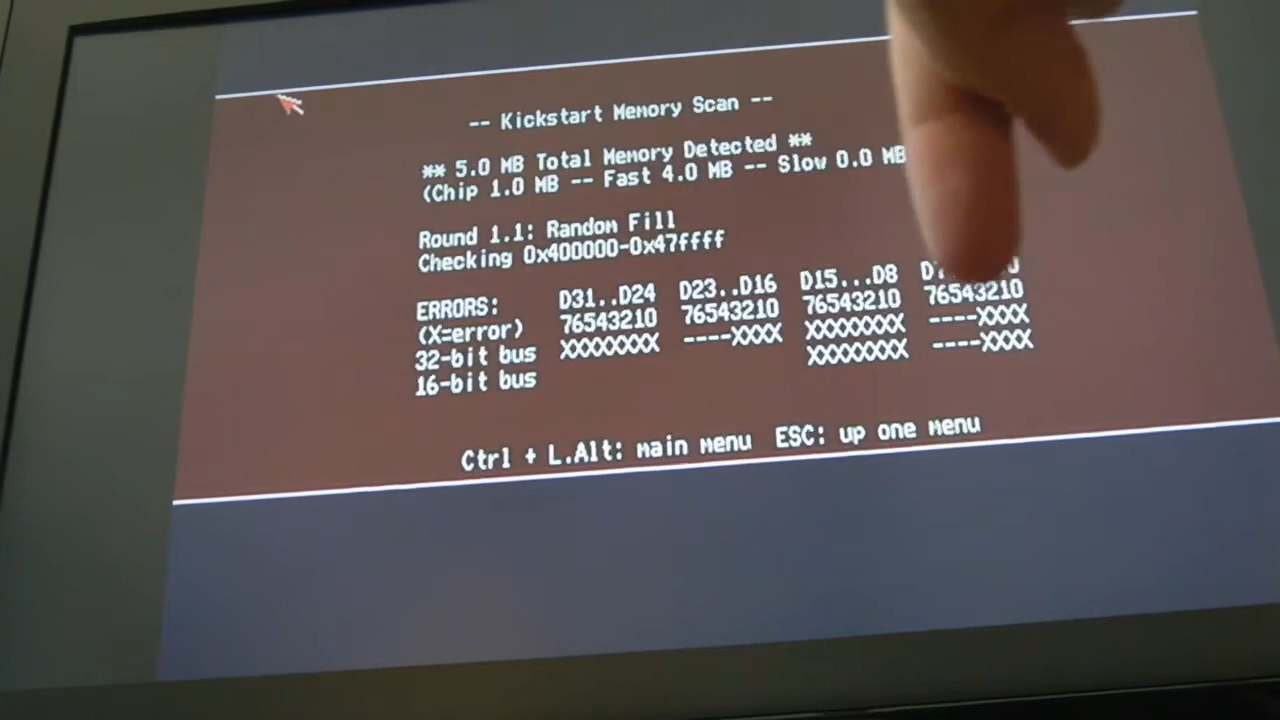 -- Kickstart Memory Scan --
** 5.0 MB Total Memory Detected **
(Chip 1.0 MB -- Fast 4.0 MB -- Slow 0.0 MB
Round 1.1: Random Fill
Checking 0x400000-0x47ffff
ERRORS: D31..D24 D23..D16 D15...D8
(X=error) 76543210 76543210 76543210 76543210
32-bit bus XXXXXXXX ----XXXX XXXXXXXX ----XXXX
16-bit bus XXXXXXXX ----XXXX
Ctrl + L.Alt: main menu ESC: up one menu